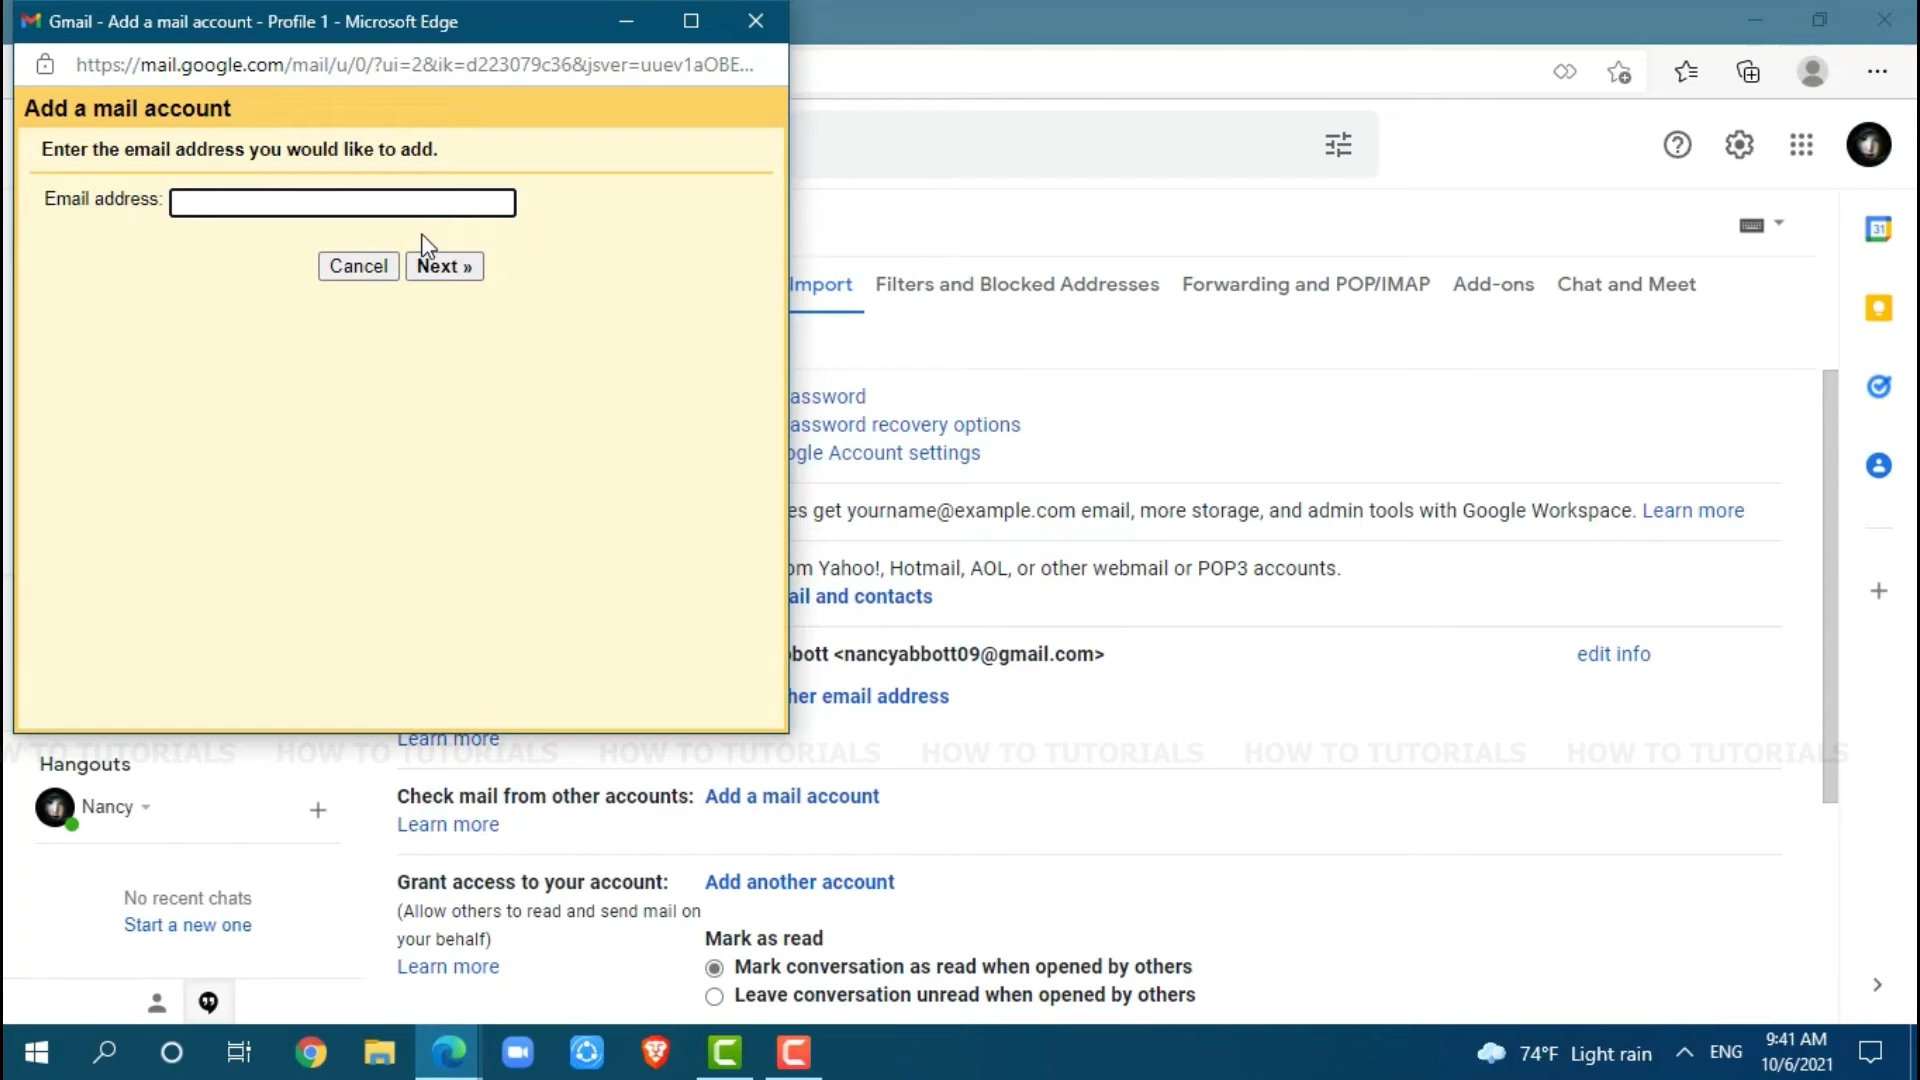 Gmail - Add a mail account - Profile 1 - Microsoft Edge
https://mail.google.com/mail/u/0/?ui=2&ik=d223079c36&jsver=uuev1aOBE...
Add a mail account
Enter the email address you would like to add.
Email address:
Cancel Next »
Import Filters and Blocked Addresses Forwarding and POP/IMAP Add-ons Chat and Meet
assword
assword recovery options
ogle Account settings
es get yourname@example.com email, more storage, and admin tools with Google Workspace. Learn more
om Yahoo!, Hotmail, AOL, or other webmail or POP3 accounts.
ail and contacts
bott <nancyabbott09@gmail.com> edit info
her email address
Learn more
W TO TUTORIALS HOW TO TUTORIALS HOW TO TUTORIALS HOW TO TUTORIALS HOW TO TUTORIALS HOW TO TUTORIALS
Hangouts
Nancy
No recent chats
Start a new one
Check mail from other accounts: Add a mail account
Learn more
Grant access to your account: Add another account
(Allow others to read and send mail on
your behalf)
Learn more
Mark as read
Mark conversation as read when opened by others
Leave conversation unread when opened by others
31
74°F Light rain ENG
9:41 AM
10/6/2021